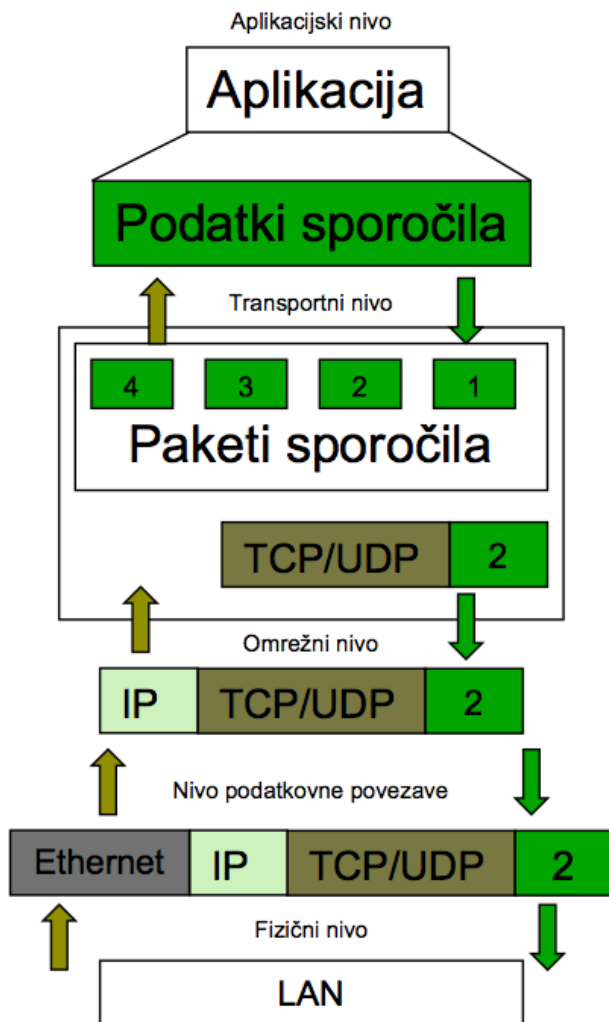 Aplikacijski nivo
Aplikacija
Podatki sporočila
Transportni nivo
4 3 2 1
Paketi sporočila
TCP/UDP 2
Omrežni nivo
IP TCP/UDP 2
Nivo podatkovne povezave
Ethernet IP TCP/UDP 2
Fizični nivo
LAN